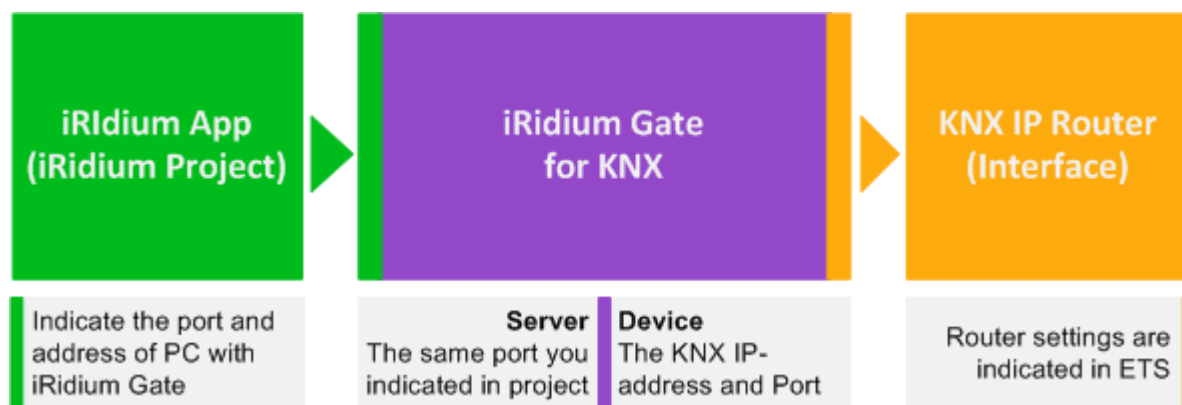 iRIdium App
(iRidium Project)
iRidium Gate
for KNX
KNX IP Router
(Interface)
Indicate the port and
address of PC with
iRidium Gate
Server
The same port you
indicated in project
Device
The KNX IP-
address and Port
Router settings are
indicated in ETS